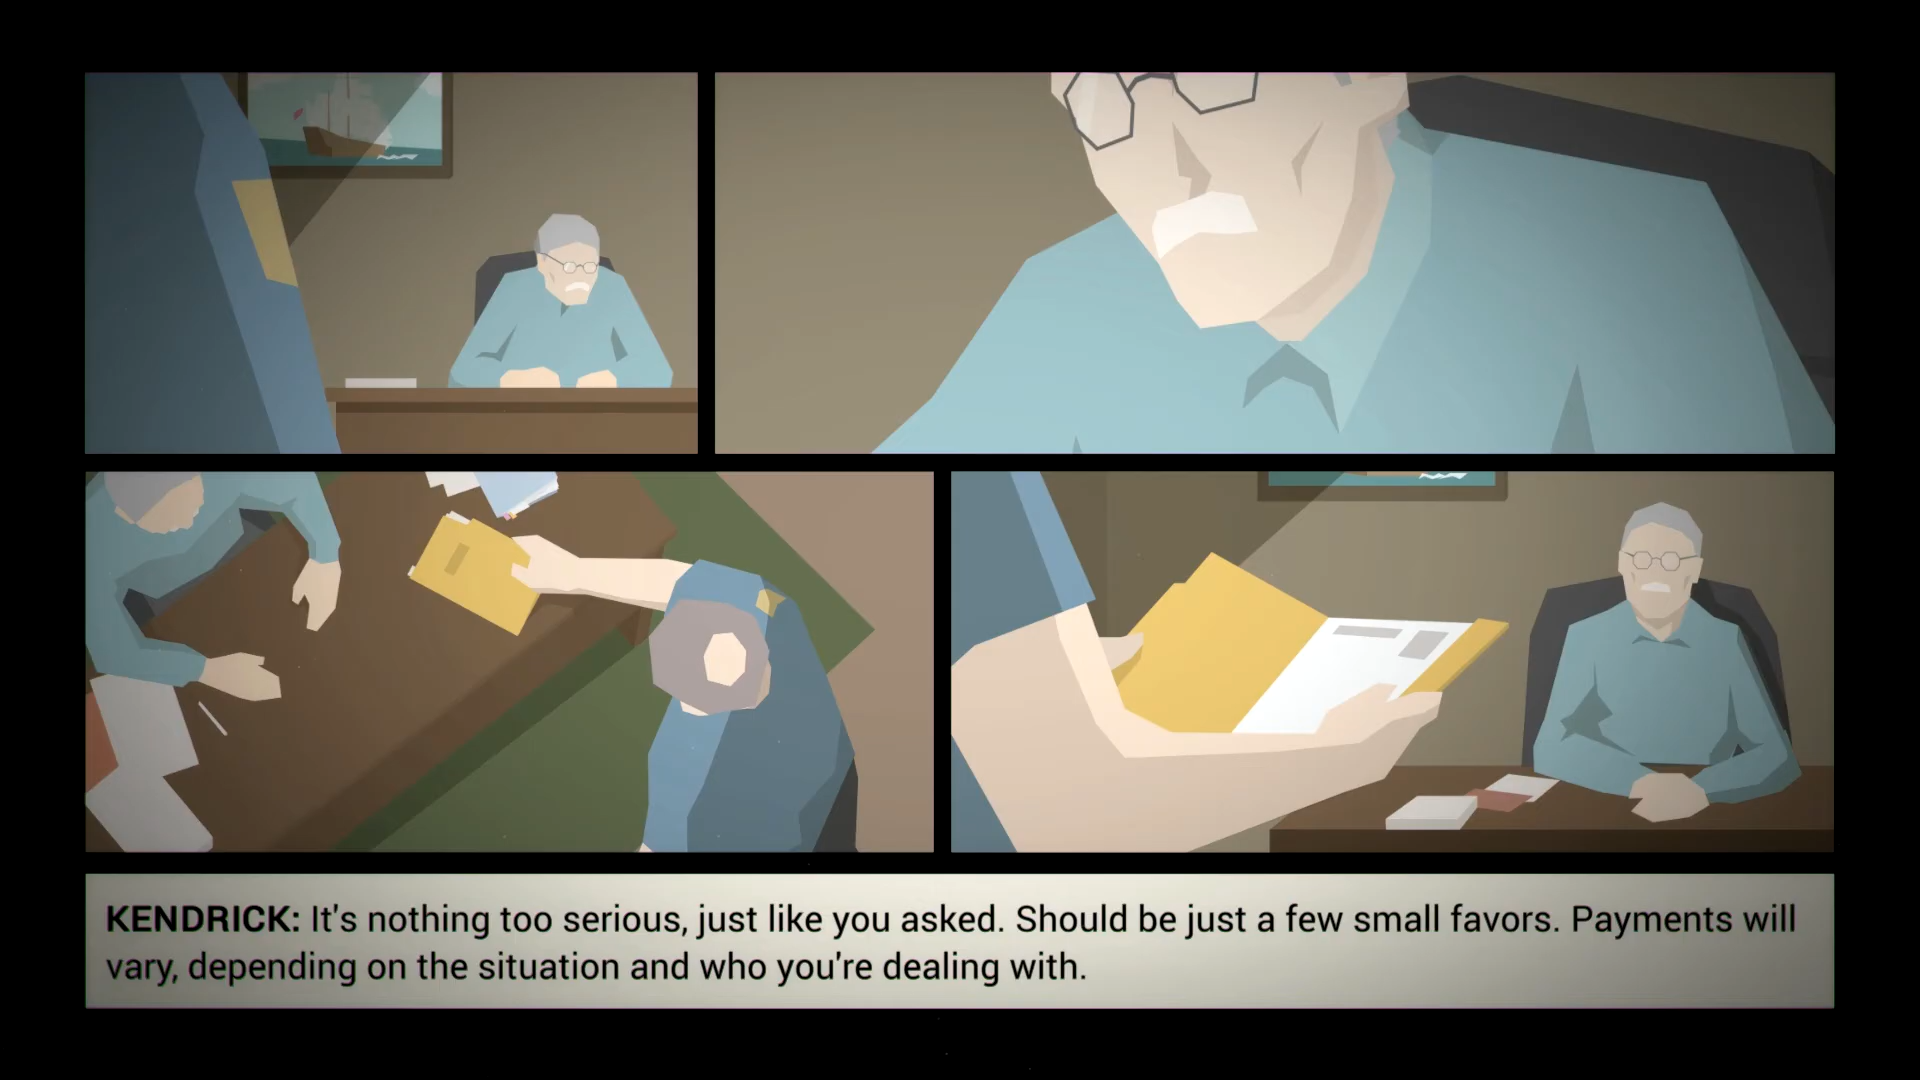 KENDRICK: It's nothing too serious, just like you asked. Should be just a few small favors. Payments will
vary, depending on the situation and who you're dealing with.